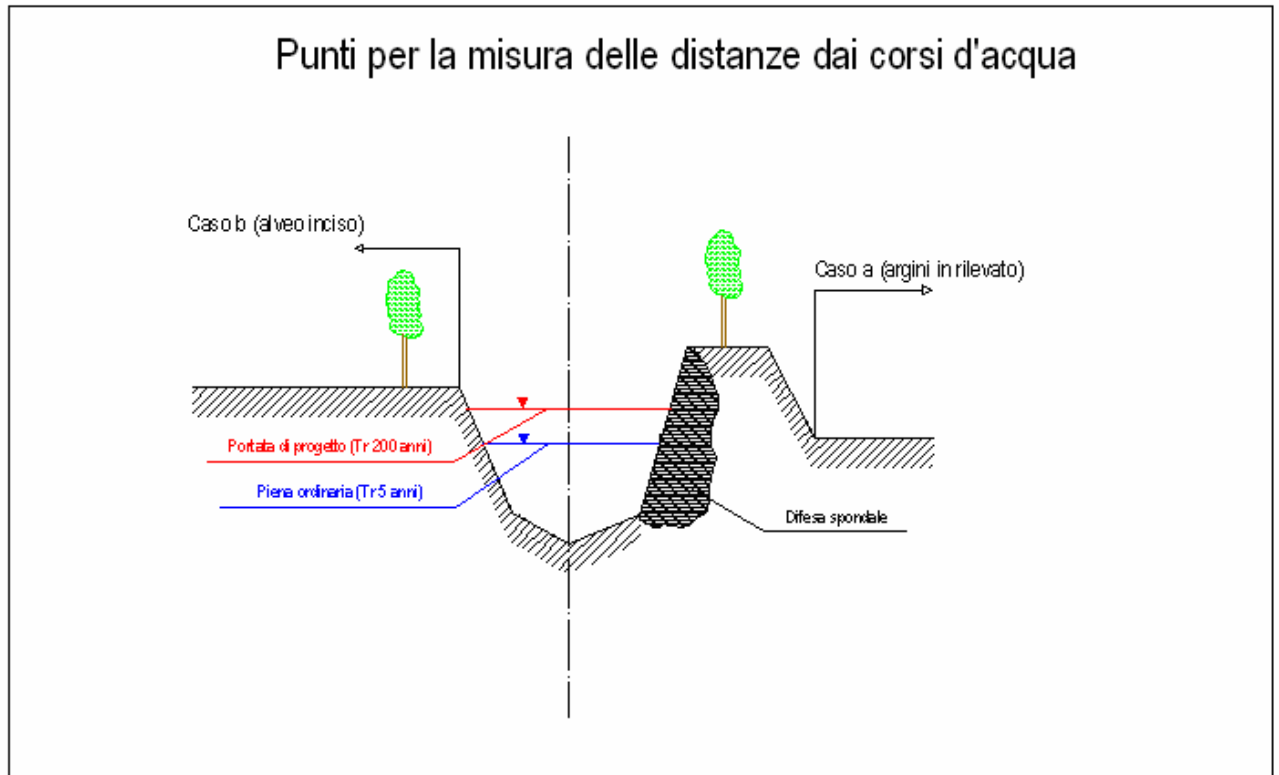 Punti per la misura delle distanze dai corsi d'acqua
Caso b (alveo inciso)
Caso a (argini in rilevato)
Portata di progetto (Tr 200 anni)
Piena ordinaria (Tr 5 anni)
Difesa spondale